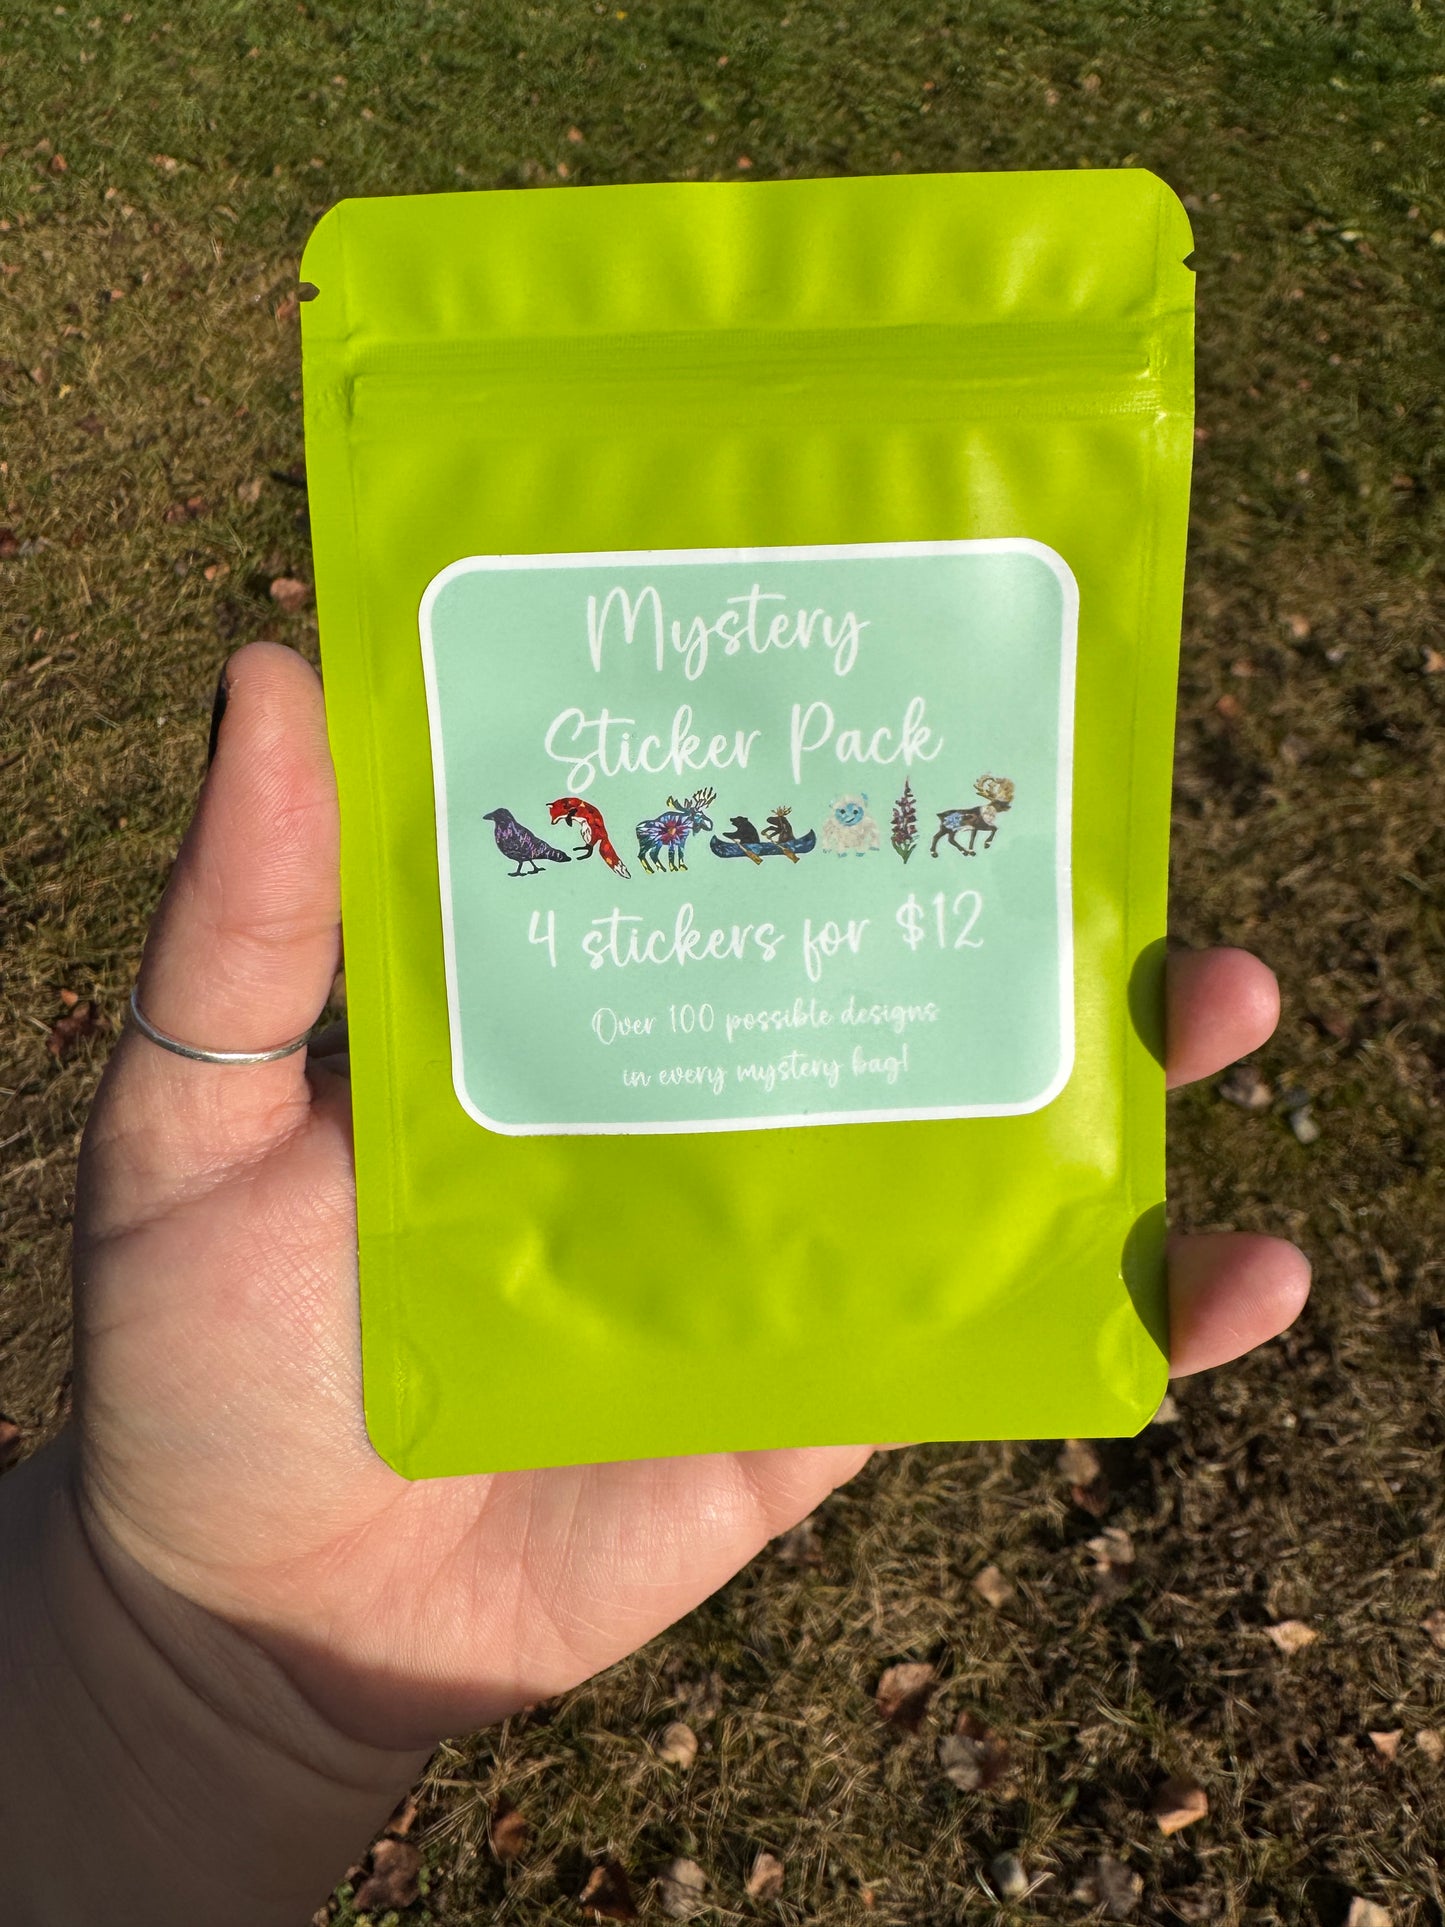 Mystery
Sticker Pack
4 stickers for $12
Over 100 possible designs
in every mystery bag!